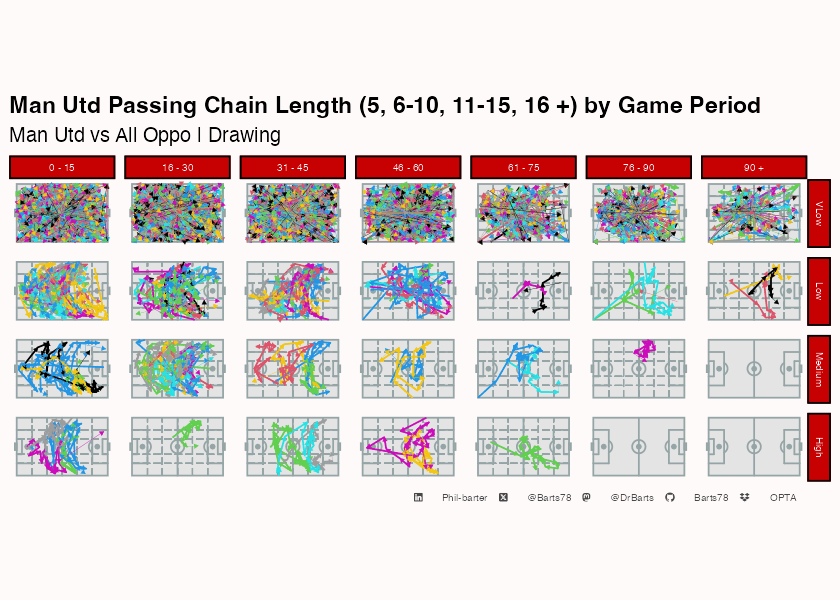 Man Utd Passing Chain Length (5, 6-10, 11-15, 16 +) by Game Period
Man Utd vs All Oppo I Drawing
0 - 15 16 - 30 31 - 45 46 - 60 61 - 75 76 - 90 90 +
VLow
Low
Medium
High
Phil-barter @Barts78 @DrBarts Barts78 OPTA